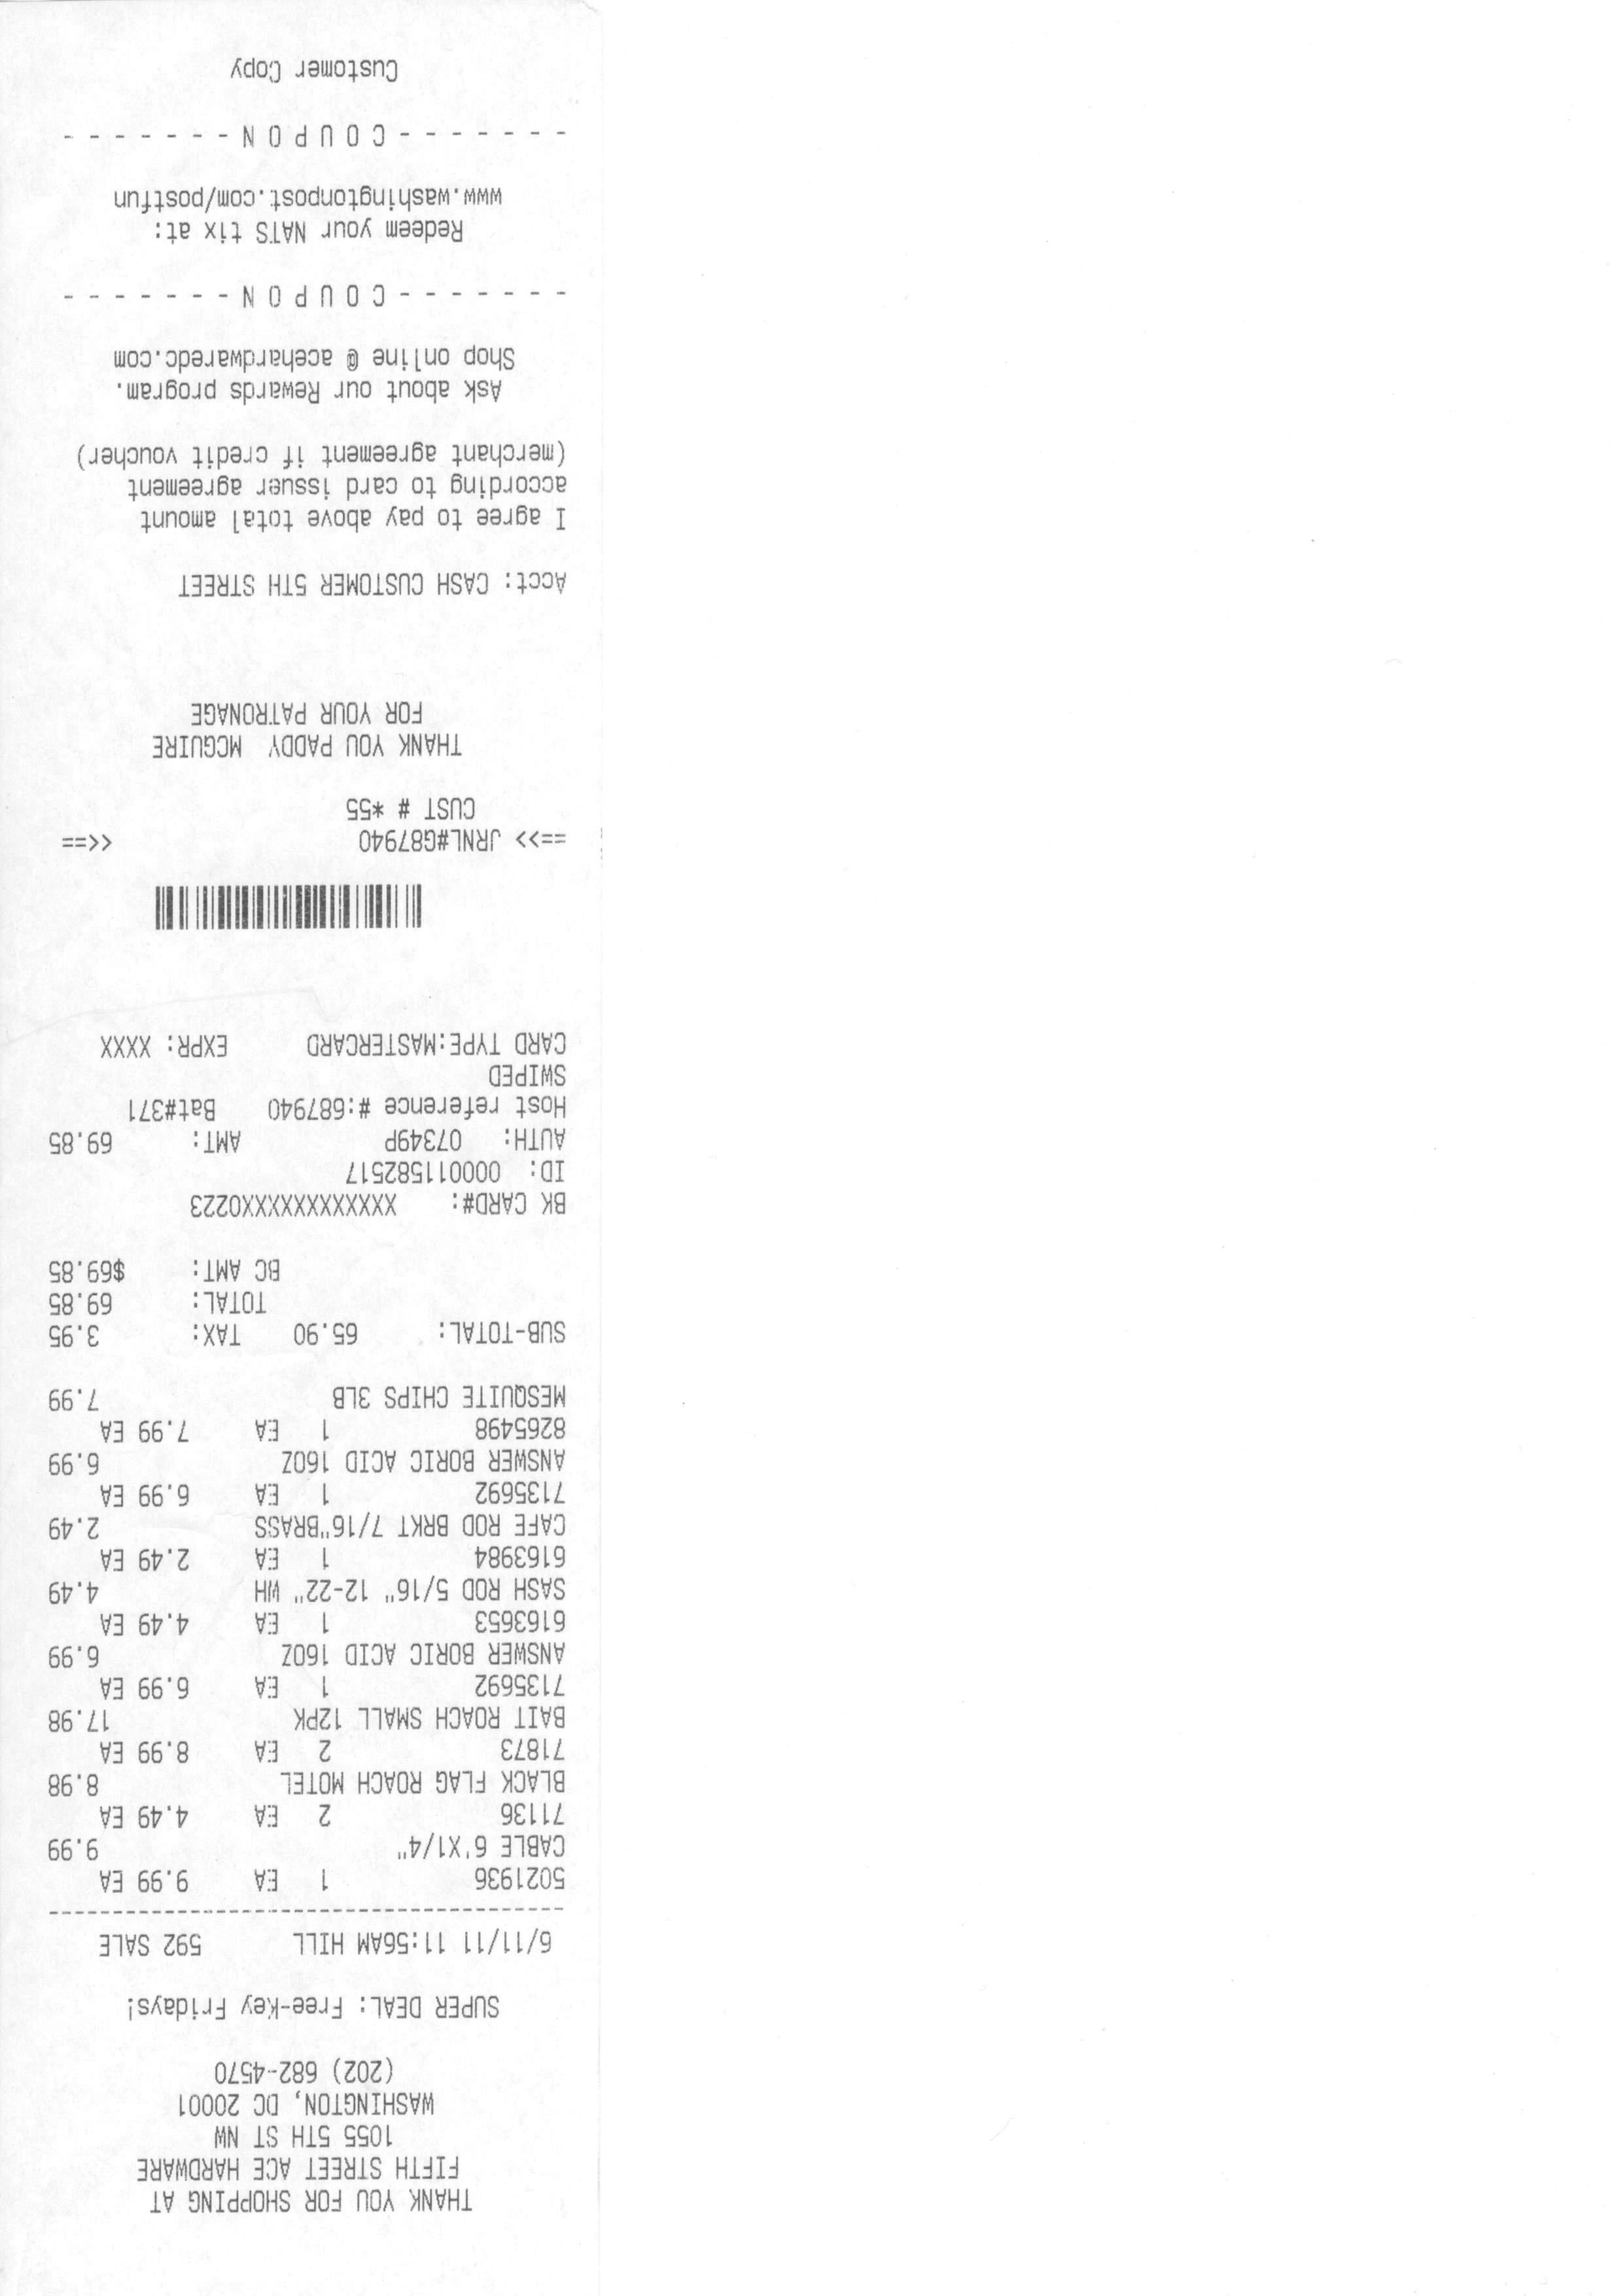 THANK YOU FOR SHOPPING AT
FIFTH STREET ACE HARDWARE
1055 5TH ST NW
WASHINGTON, DC 20001
(202) 682-4570
SUPER DEAL: Free-Key Fridays!
6/11/11 11:56AM HILL 592 SALE
----------------------------------------
5021936 1 EA 9.99 EA
CABLE 6'X1/4" 9.99
71136 2 EA 4.49 EA
BLACK FLAG ROACH MOTEL 8.98
71873 2 EA 8.99 EA
BAIT ROACH SMALL 12PK 17.98
7135692 1 EA 6.99 EA
ANSWER BORIC ACID 16OZ 6.99
6163653 1 EA 4.49 EA
SASH ROD 5/16" 12-22" WH 4.49
6163984 1 EA 2.49 EA
CAFE ROD BRKT 7/16"BRASS 2.49
7135692 1 EA 6.99 EA
ANSWER BORIC ACID 16OZ 6.99
8265498 1 EA 7.99 EA
MESQUITE CHIPS 3LB 7.99
SUB-TOTAL: 65.90 TAX: 3.95
TOTAL: 69.85
BC AMT: $69.85
BK CARD#: XXXXXXXXXXXX0223
ID: 000011582517
AUTH: 07349P AMT: 69.85
Host reference #:687940 Bat#371
SWIPED
CARD TYPE:MASTERCARD EXPR: XXXX
==>> JRNL#G87940 <<==
CUST # *55
THANK YOU PADDY MCGUIRE
FOR YOUR PATRONAGE
Acct: CASH CUSTOMER 5TH STREET
I agree to pay above total amount
according to card issuer agreement
(merchant agreement if credit voucher)
Ask about our Rewards program.
Shop online @ acehardwaredc.com
- - - - - - - C O U P O N - - - - - - -
Redeem your NATS tix at:
www.washingtonpost.com/postfun
- - - - - - - C O U P O N - - - - - - -
Customer Copy